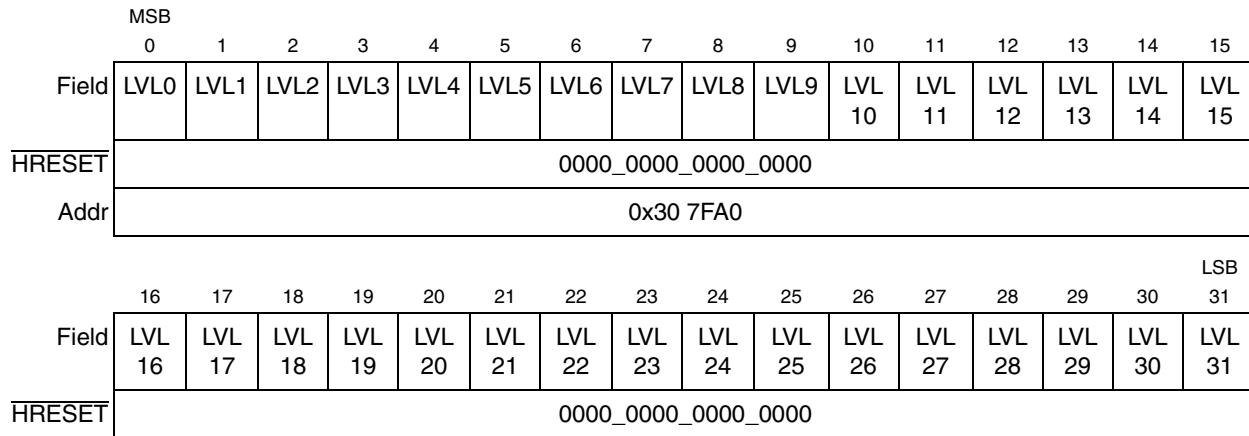 MSB
0 1 2 3 4 5 6 7 8 9 10 11 12 13 14 15
Field LVL0 LVL1 LVL2 LVL3 LVL4 LVL5 LVL6 LVL7 LVL8 LVL9 LVL 10 LVL 11 LVL 12 LVL 13 LVL 14 LVL 15
HRESET 0000_0000_0000_0000
Addr 0x30 7FA0
LSB
16 17 18 19 20 21 22 23 24 25 26 27 28 29 30 31
Field LVL 16 LVL 17 LVL 18 LVL 19 LVL 20 LVL 21 LVL 22 LVL 23 LVL 24 LVL 25 LVL 26 LVL 27 LVL 28 LVL 29 LVL 30 LVL 31
HRESET 0000_0000_0000_0000